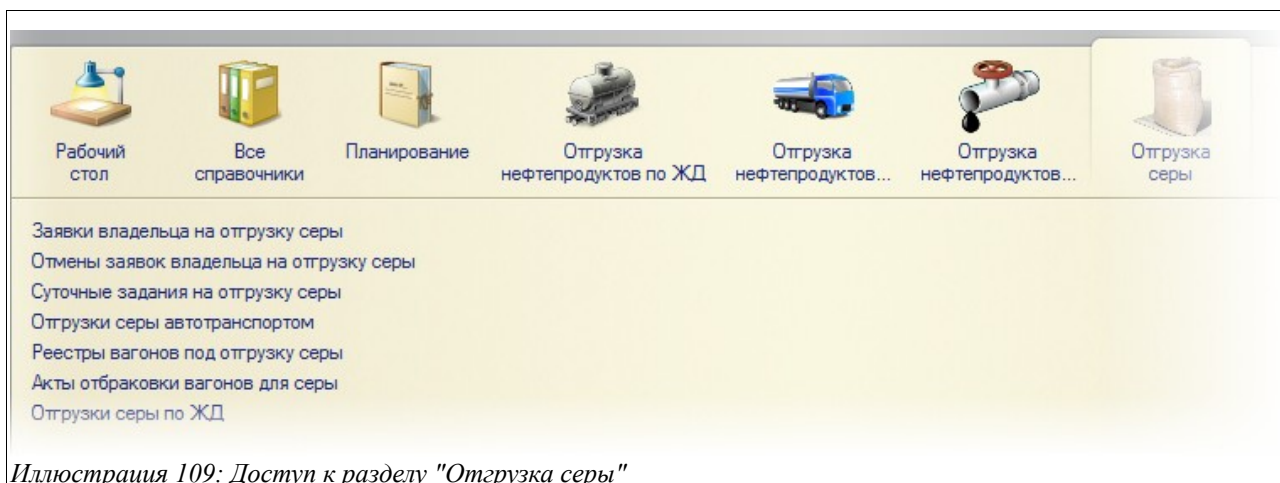 Рабочий
стол
Все
справочники
Планирование
Отгрузка
нефтепродуктов по ЖД
Отгрузка
нефтепродуктов...
Отгрузка
нефтепродуктов...
Отгрузка
серы
Заявки владельца на отгрузку серы
Отмены заявок владельца на отгрузку серы
Суточные задания на отгрузку серы
Отгрузки серы автотранспортом
Реестры вагонов под отгрузку серы
Акты отбраковки вагонов для серы
Отгрузки серы по ЖД
Иллюстрация 109: Доступ к разделу "Отгрузка серы"